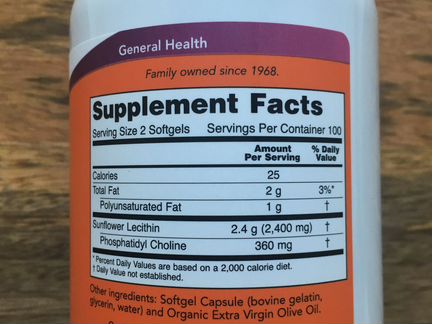 General Health
Family owned since 1968.
Supplement Facts
Serving Size 2 Softgels Servings Per Container 100
Amount Per Serving % Daily Value
Calories 25
Total Fat 2 g 3%*
Polyunsaturated Fat 1 g †
Sunflower Lecithin 2.4 g (2,400 mg) †
Phosphatidyl Choline 360 mg †
* Percent Daily Values are based on a 2,000 calorie diet.
† Daily Value not established.
Other ingredients: Softgel Capsule (bovine gelatin,
glycerin, water) and Organic Extra Virgin Olive Oil.